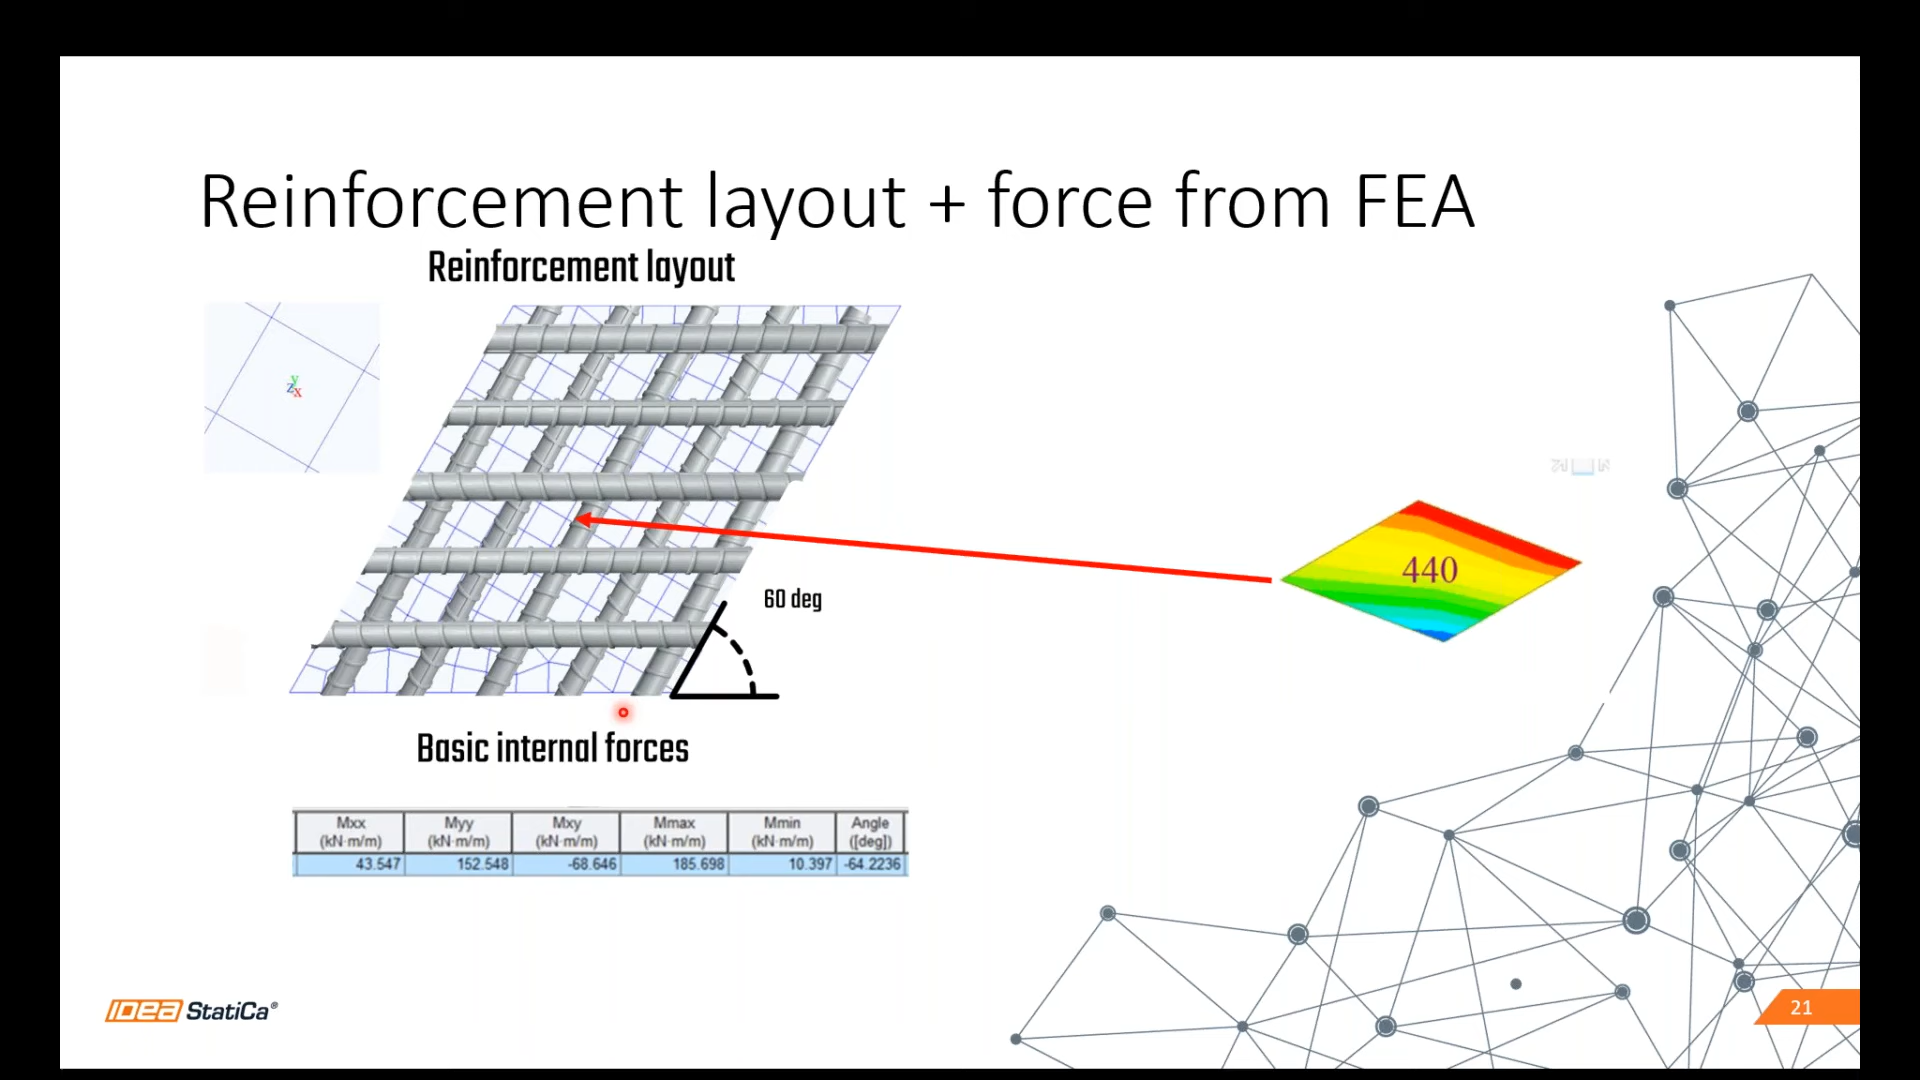 Reinforcement layout + force from FEA
Reinforcement layout
y
z x
440
60 deg
Basic internal forces
Mxx Myy Mxy Mmax Mmin Angle
(kN·m/m) (kN·m/m) (kN·m/m) (kN·m/m) (kN·m/m) ([deg])
43.547 152.548 -68.646 185.698 10.397 -64.2236
IDEA StatiCa®
21